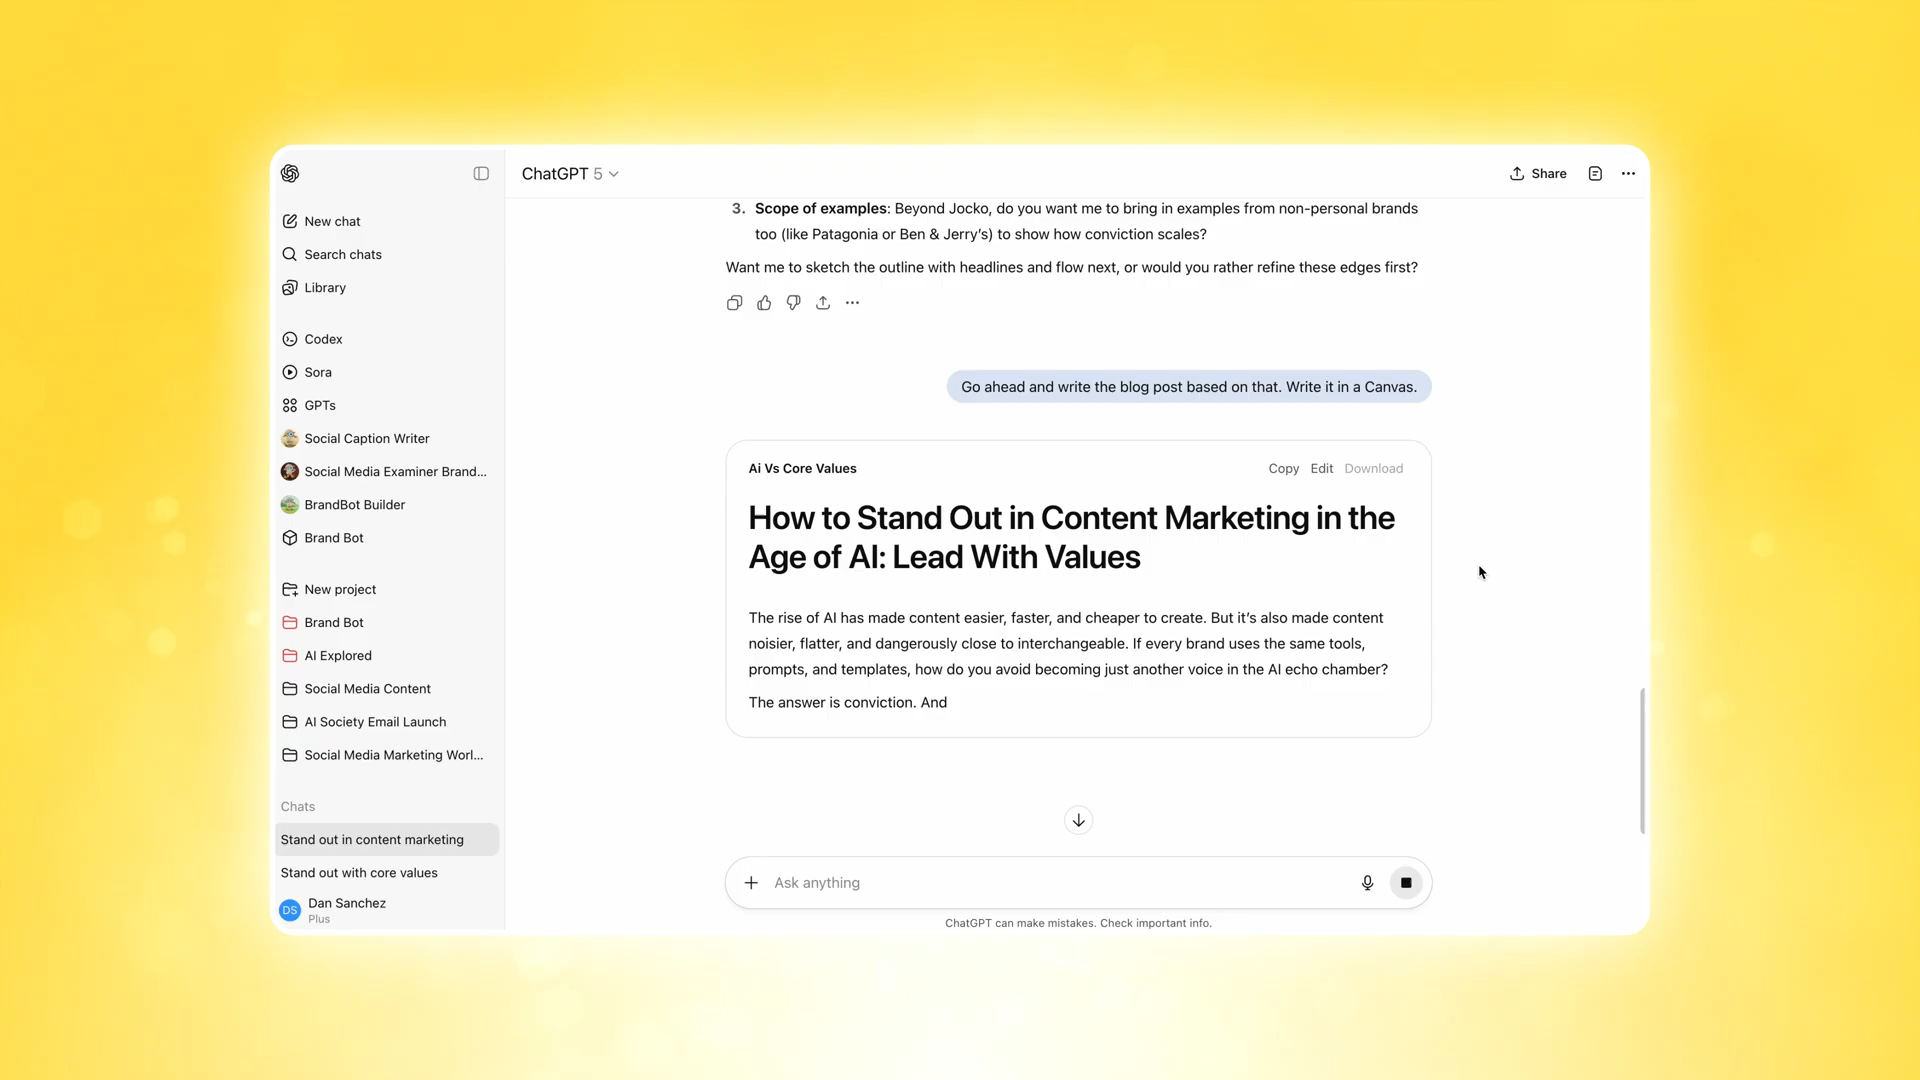 New chat
Search chats
Library
Codex
Sora
GPTs
Social Caption Writer
Social Media Examiner Brand...
BrandBot Builder
Brand Bot
New project
Brand Bot
AI Explored
Social Media Content
AI Society Email Launch
Social Media Marketing Worl...
Chats
Stand out in content marketing
Stand out with core values
DS
Dan Sanchez
Plus
ChatGPT 5
Share
3. Scope of examples: Beyond Jocko, do you want me to bring in examples from non-personal brands
too (like Patagonia or Ben & Jerry’s) to show how conviction scales?
Want me to sketch the outline with headlines and flow next, or would you rather refine these edges first?
Go ahead and write the blog post based on that. Write it in a Canvas.
Ai Vs Core Values
Copy Edit Download
How to Stand Out in Content Marketing in the
Age of AI: Lead With Values
The rise of AI has made content easier, faster, and cheaper to create. But it’s also made content
noisier, flatter, and dangerously close to interchangeable. If every brand uses the same tools,
prompts, and templates, how do you avoid becoming just another voice in the AI echo chamber?
The answer is conviction. And
Ask anything
ChatGPT can make mistakes. Check important info.